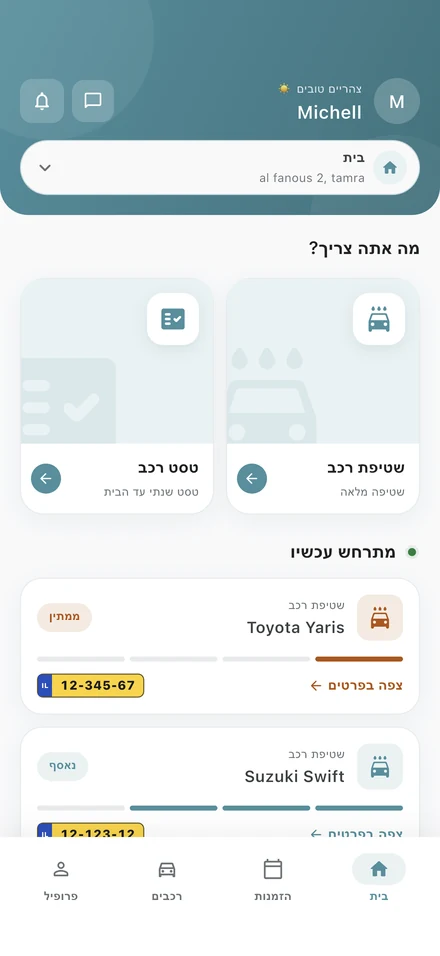 צהריים טובים ☀️
M
Michell
בית
al fanous 2, tamra
מה אתה צריך?
שטיפת רכב
שטיפה מלאה
טסט רכב
טסט שנתי עד הבית
מתרחש עכשיו
שטיפת רכב
Toyota Yaris
ממתין
צפה בפרטים
IL 12-345-67
שטיפת רכב
Suzuki Swift
נאסף
צפה בפרטים
IL 12-123-12
בית
הזמנות
רכבים
פרופיל